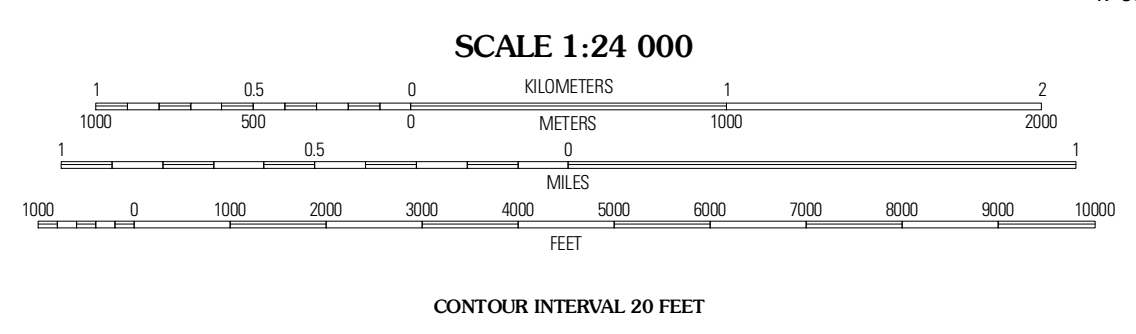 SCALE 1:24 000
1 0.5 0 KILOMETERS 1 2
1000 500 0 METERS 1000 2000
1 0.5 0 1
MILES
1000 0 1000 2000 3000 4000 5000 6000 7000 8000 9000 10000
FEET
CONTOUR INTERVAL 20 FEET